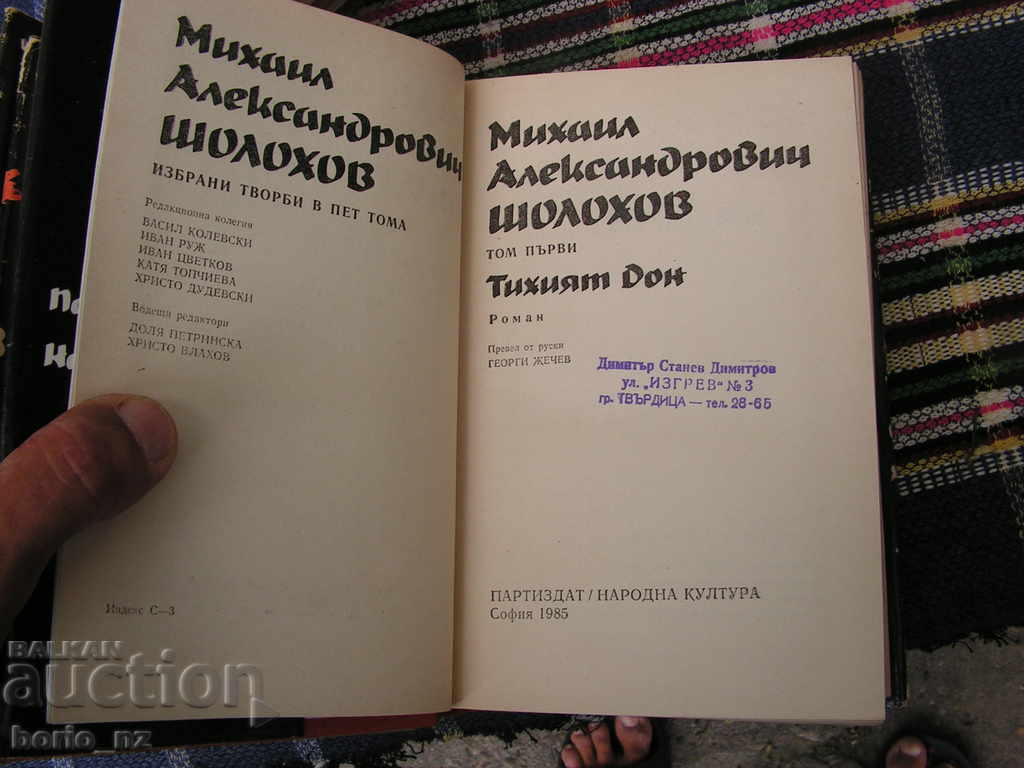 Михаил
Александрович
ШОЛОХОВ
ИЗБРАНИ ТВОРБИ В ПЕТ ТОМА
Редакционна колегия
ВАСИЛ КОЛЕВСКИ
ИВАН РУЖ
ИВАН ЦВЕТКОВ
КАТЯ ТОПЧИЕВА
ХРИСТО ДУДЕВСКИ
Водещи редактори
ДОЛЯ ПЕТРИНСКА
ХРИСТО ВЛАХОВ
Индекс С—3
Михаил
Александрович
ШОЛОХОВ
ТОМ ПЪРВИ
Тихият Дон
Роман
Превел от руски
ГЕОРГИ ЖЕЧЕВ
Димитър Станев Димитров
ул. „ИЗГРЕВ" № 3
гр. ТВЪРДИЦА — тел. 28-65
ПАРТИЗДАТ / НАРОДНА КУЛТУРА
София 1985
BALKAN
auction
borio_nz